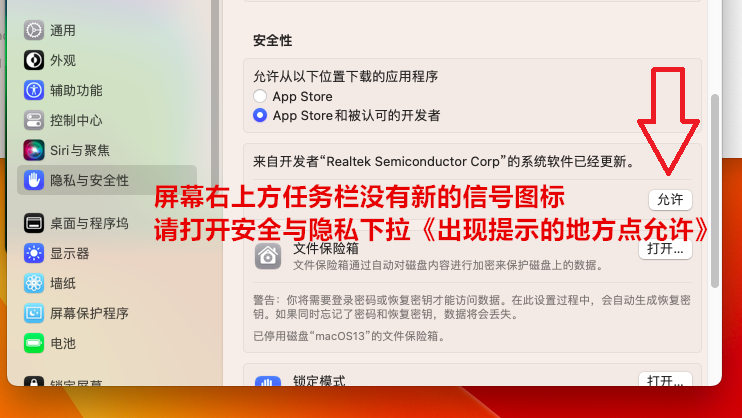 通用
外观
辅助功能
控制中心
Siri与聚焦
隐私与安全性
桌面与程序坞
显示器
墙纸
屏幕保护程序
电池
锁定屏幕
安全性
允许从以下位置下载的应用程序
App Store
App Store和被认可的开发者
来自开发者“Realtek Semiconductor Corp”的系统软件已经更新。
允许
屏幕右上方任务栏没有新的信号图标
请打开安全与隐私下拉《出现提示的地方点允许》
文件保险箱
打开...
文件保险箱通过自动对磁盘内容进行加密来保护磁盘上的数据。
警告：你将需要登录密码或恢复密钥才能访问数据。在此设置过程中，会自动生成恢复密
钥。如果同时忘记了密码和恢复密钥，数据将会丢失。
已停用磁盘“macOS13”的文件保险箱。
锁定模式
打开...